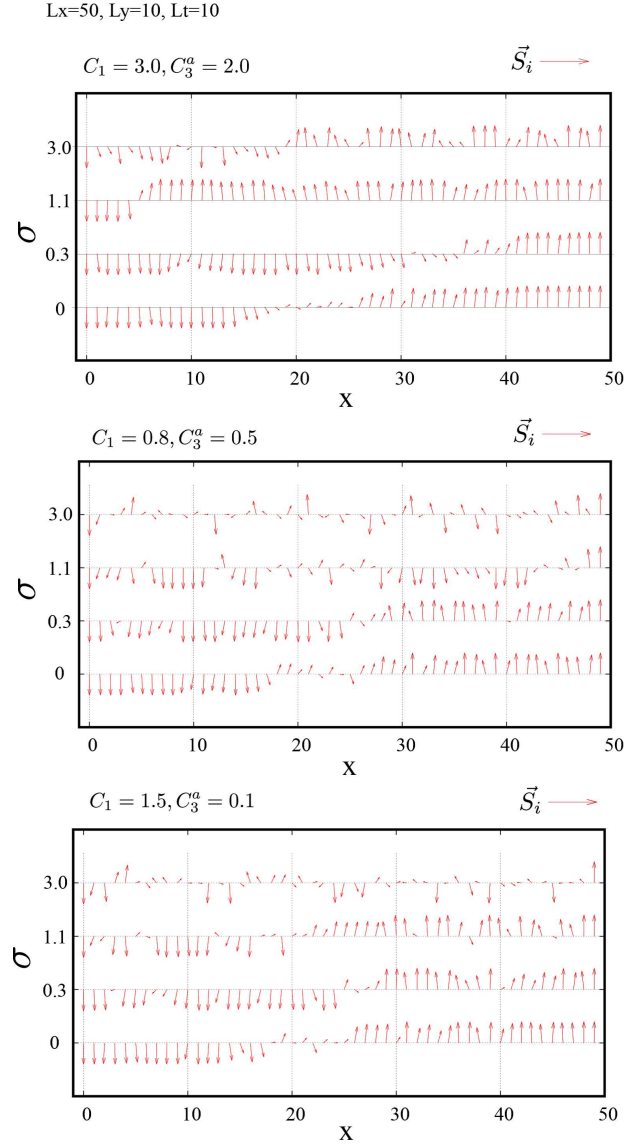 Lx=50, Ly=10, Lt=10
C₁ = 3.0, C₃ᵃ = 2.0
S⃗ᵢ
3.0
1.1
σ
0.3
0
0 10 20 30 40 50
x
C₁ = 0.8, C₃ᵃ = 0.5
S⃗ᵢ
3.0
1.1
σ
0.3
0
0 10 20 30 40 50
x
C₁ = 1.5, C₃ᵃ = 0.1
S⃗ᵢ
3.0
1.1
σ
0.3
0
0 10 20 30 40 50
x